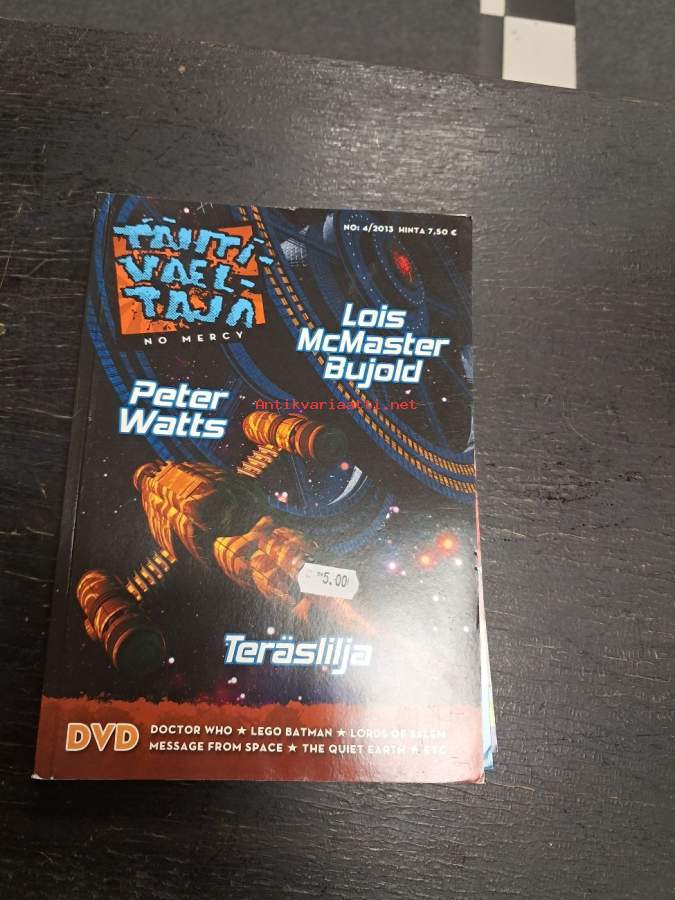 NO: 4/2013 HINTA 7,50 €
TÄHTI-
VAEL-
TAJA
NO MERCY
Lois
McMaster
Bujold
Peter
Watts
Antikvariaatti.net
5.00
Teräslilja
DVD
DOCTOR WHO ★ LEGO BATMAN ★ LORDS OF SALEM
MESSAGE FROM SPACE ★ THE QUIET EARTH ★ ETC